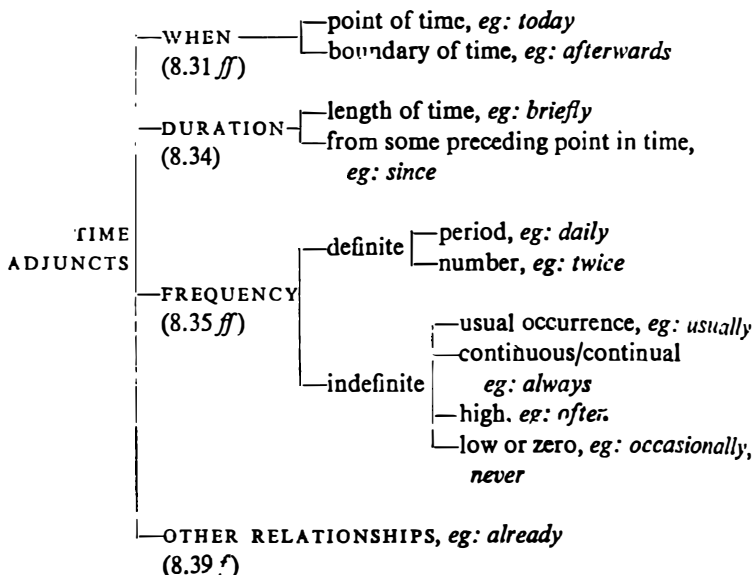 WHEN point of time, eg: today
boundary of time, eg: afterwards
(8.31 ff)
DURATION length of time, eg: briefly
(8.34) from some preceding point in time,
eg: since
TIME
ADJUNCTS
FREQUENCY
(8.35 ff)
definite period, eg: daily
number, eg: twice
indefinite
usual occurrence, eg: usually
continuous/continual
eg: always
high, eg: often
low or zero, eg: occasionally,
never
OTHER RELATIONSHIPS, eg: already
(8.39 f)